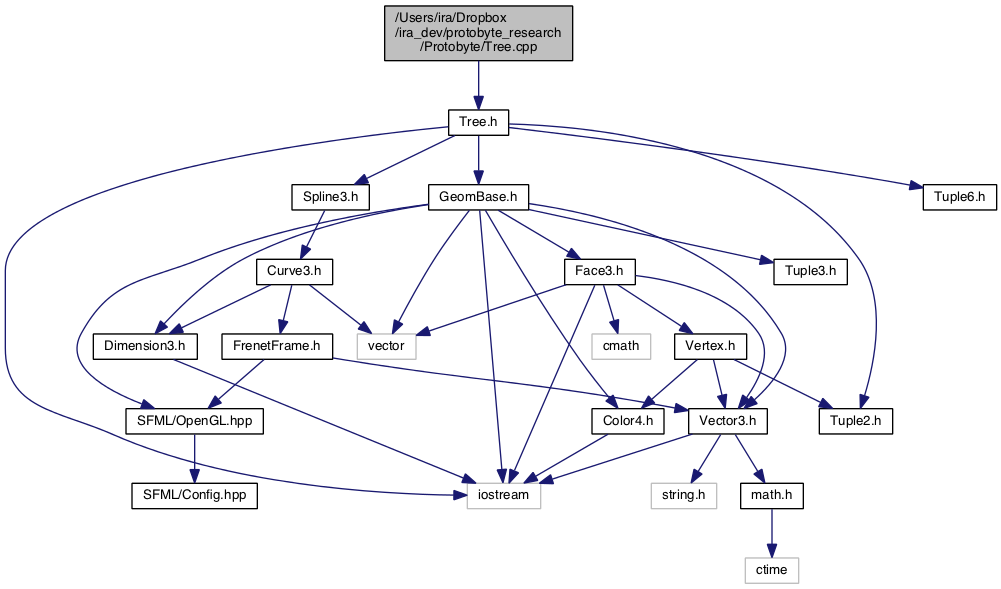 /Users/ira/Dropbox
/ira_dev/protobyte_research
/Protobyte/Tree.cpp
Tree.h
Spline3.h
GeomBase.h
Tuple6.h
Curve3.h
Face3.h
Tuple3.h
Dimension3.h
FrenetFrame.h
vector
cmath
Vertex.h
SFML/OpenGL.hpp
Color4.h
Vector3.h
Tuple2.h
SFML/Config.hpp
iostream
string.h
math.h
ctime